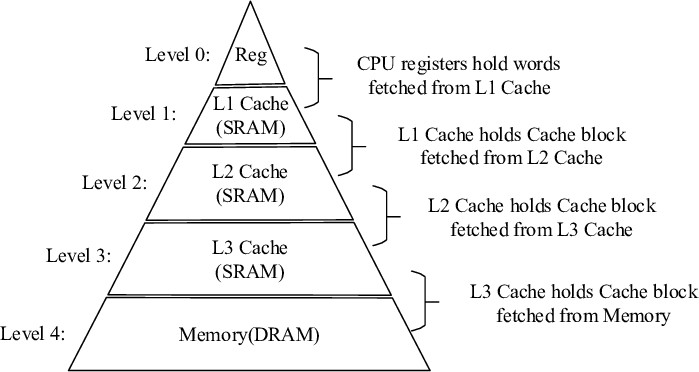 Level 0:
Reg
CPU registers hold words
fetched from L1 Cache
Level 1:
L1 Cache
(SRAM)
L1 Cache holds Cache block
fetched from L2 Cache
Level 2:
L2 Cache
(SRAM)
L2 Cache holds Cache block
fetched from L3 Cache
Level 3:
L3 Cache
(SRAM)
L3 Cache holds Cache block
fetched from Memory
Level 4:
Memory(DRAM)